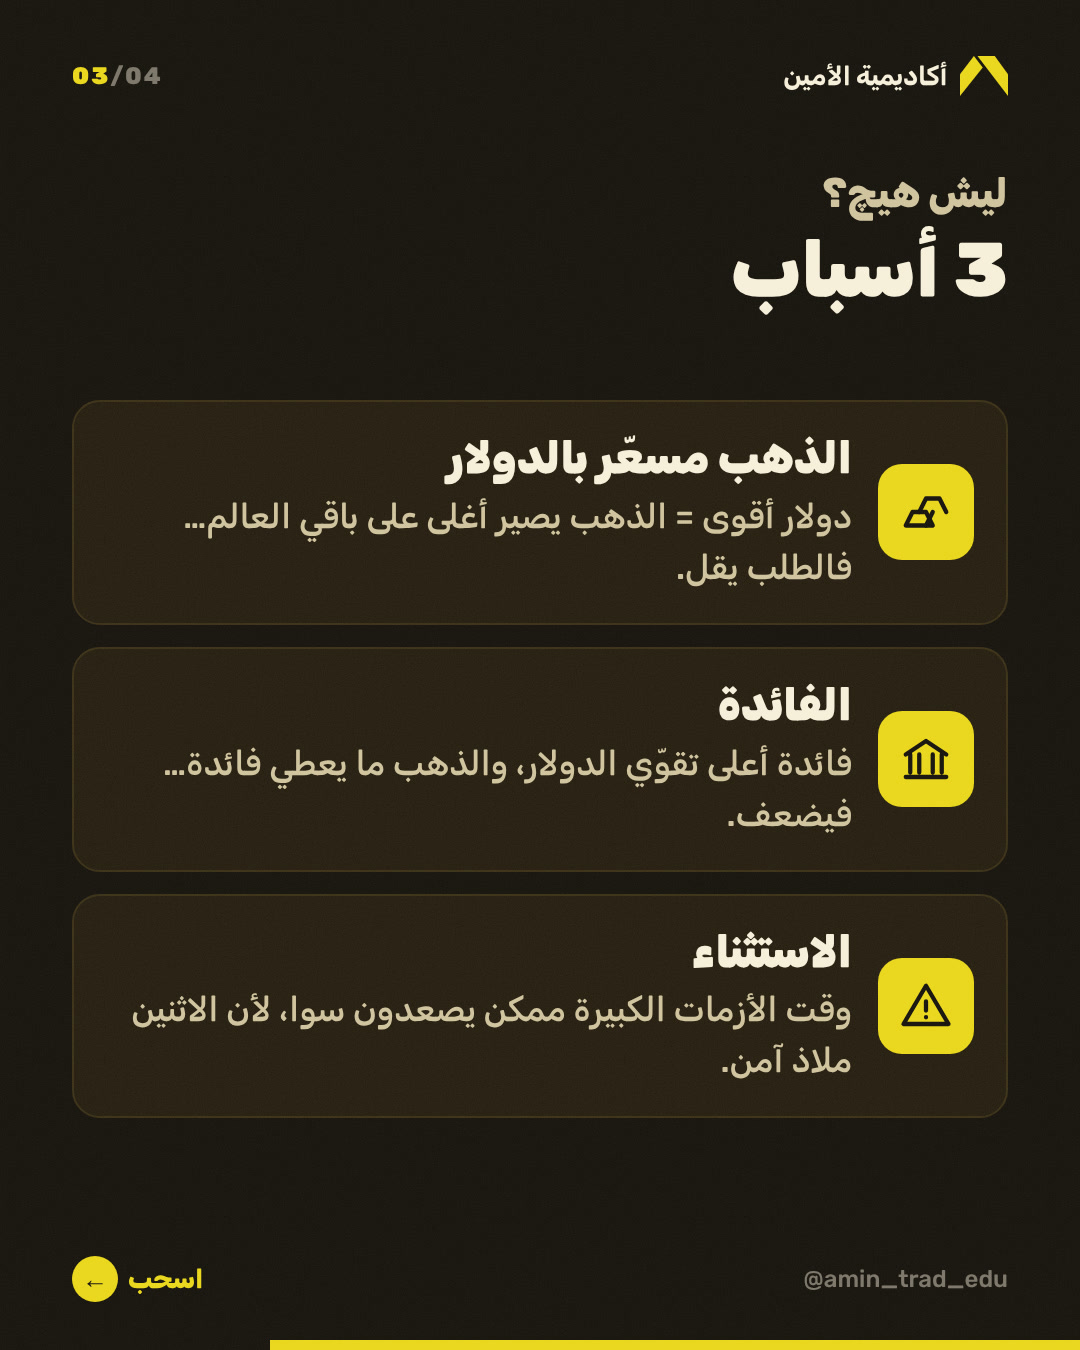 أكاديمية الأمين
03/04
ليش هيچ؟
3 أسباب
الذهب مسعّر بالدولار
دولار أقوى = الذهب يصير أغلى على باقي العالم...
فالطلب يقل.
الفائدة
فائدة أعلى تقوّي الدولار، والذهب ما يعطي فائدة...
فيضعف.
الاستثناء
وقت الأزمات الكبيرة ممكن يصعدون سوا، لأن الاثنين
ملاذ آمن.
@amin_trad_edu
اسحب ←